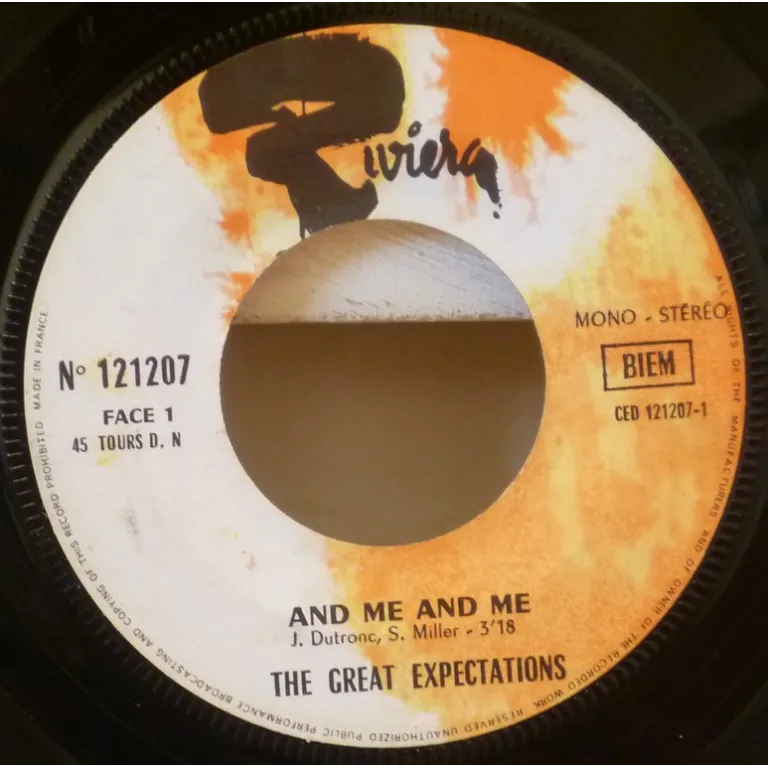 Riviera
MONO - STÉRÉO
BIEM
CED 121207-1
Nº 121207
FACE 1
45 TOURS D. N
AND ME AND ME
J. Dutronc, S. Miller - 3'18
THE GREAT EXPECTATIONS
ALL RIGHTS OF THE MANUFACTURERS AND OF OWNER OF THE RECORDED WORK RESERVED UNAUTHORIZED PUBLIC PERFORMANCE BROADCASTING AND COPYING OF THIS RECORD PROHIBITED MADE IN FRANCE